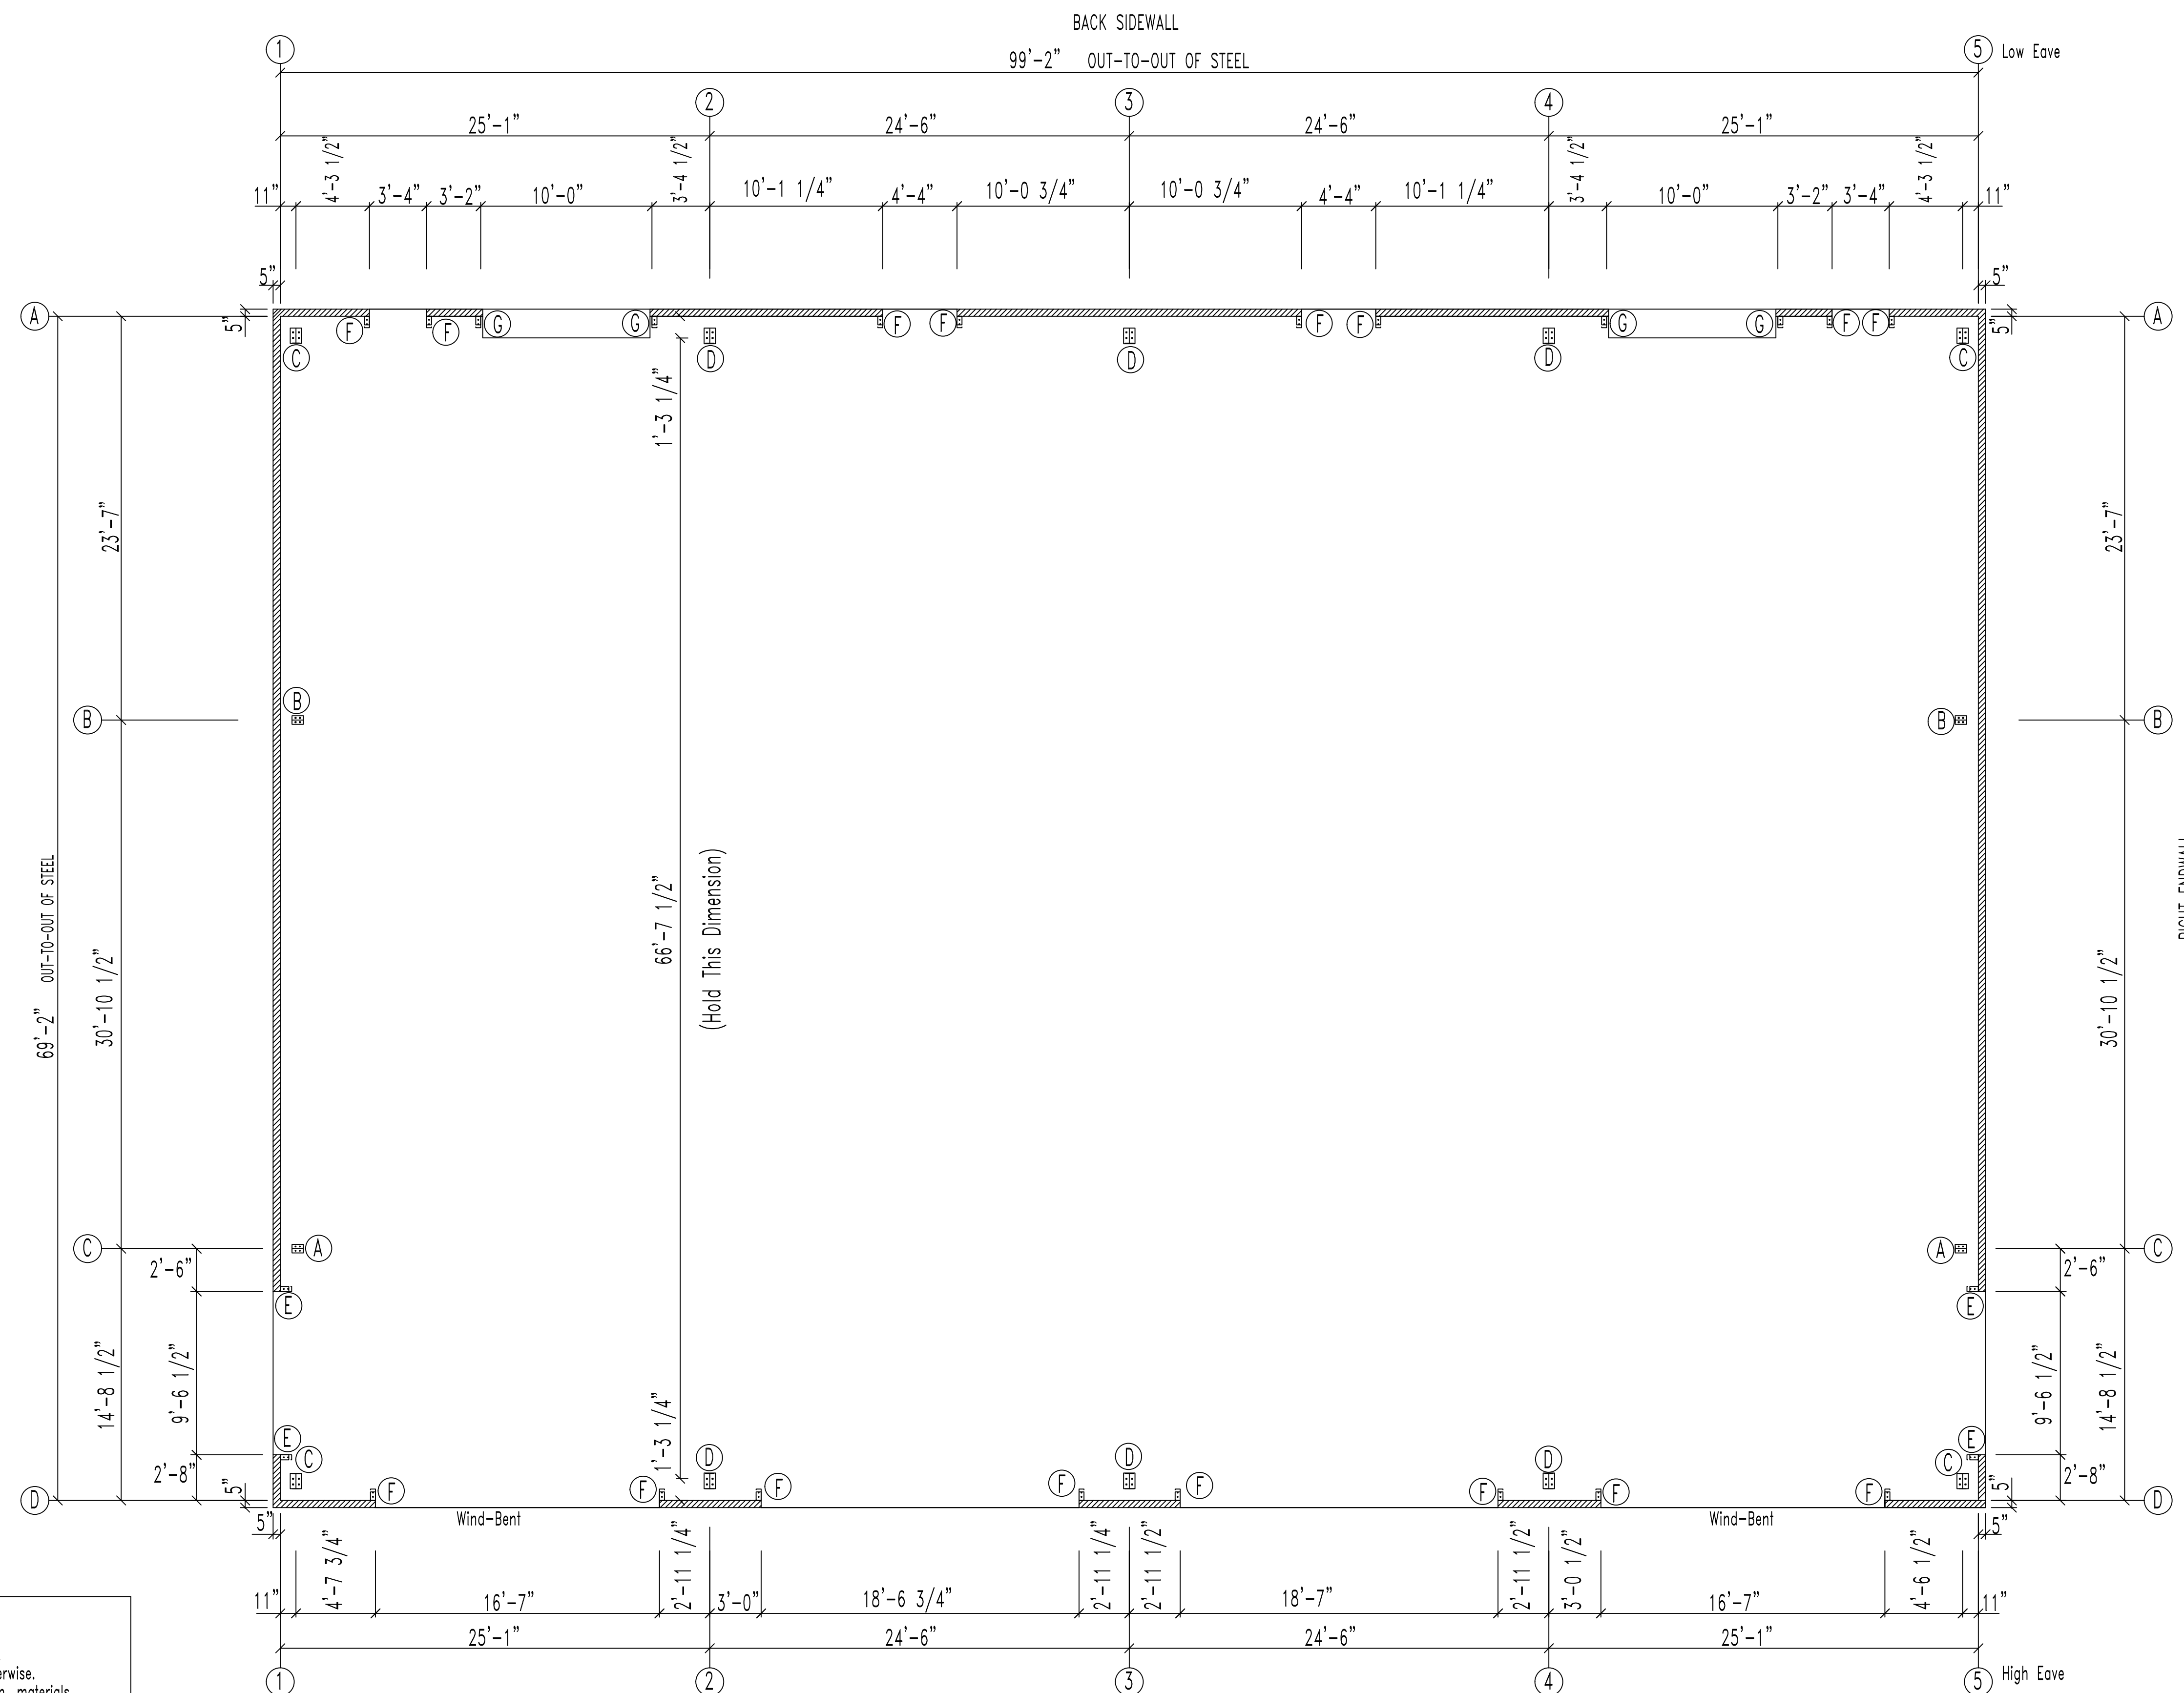 BACK SIDEWALL
1 99'-2" OUT-TO-OUT OF STEEL 5 Low Eave
2 3 4
25'-1" 24'-6" 24'-6" 25'-1"
11" 4'-3 1/2" 3'-4" 3'-2" 10'-0" 3'-4 1/2" 10'-1 1/4" 4'-4" 10'-0 3/4" 10'-0 3/4" 4'-4" 10'-1 1/4" 3'-4 1/2" 10'-0" 3'-2" 3'-4" 4'-3 1/2" 11"
5" 5"
A 5" F F G G F F F F G G F F 5" A
C D D D C
1'-3 1/4"
23'-7" 23'-7"
B B B B
69'-2" OUT-TO-OUT OF STEEL
30'-10 1/2" 30'-10 1/2"
66'-7 1/2"
(Hold This Dimension)
C A A C
2'-6" 2'-6"
E E
14'-8 1/2" 9'-6 1/2" 9'-6 1/2" 14'-8 1/2"
1'-3 1/4"
E C D D D C E
2'-8" 2'-8"
D 5" F F F F F F F F 5" D
5" Wind-Bent Wind-Bent 5"
11" 4'-7 3/4" 16'-7" 2'-11 1/4" 3'-0" 18'-6 3/4" 2'-11 1/4" 2'-11 1/2" 18'-7" 2'-11 1/2" 3'-0 1/2" 16'-7" 4'-6 1/2" 11"
25'-1" 24'-6" 24'-6" 25'-1"
1 2 3 4 5 High Eave
materials